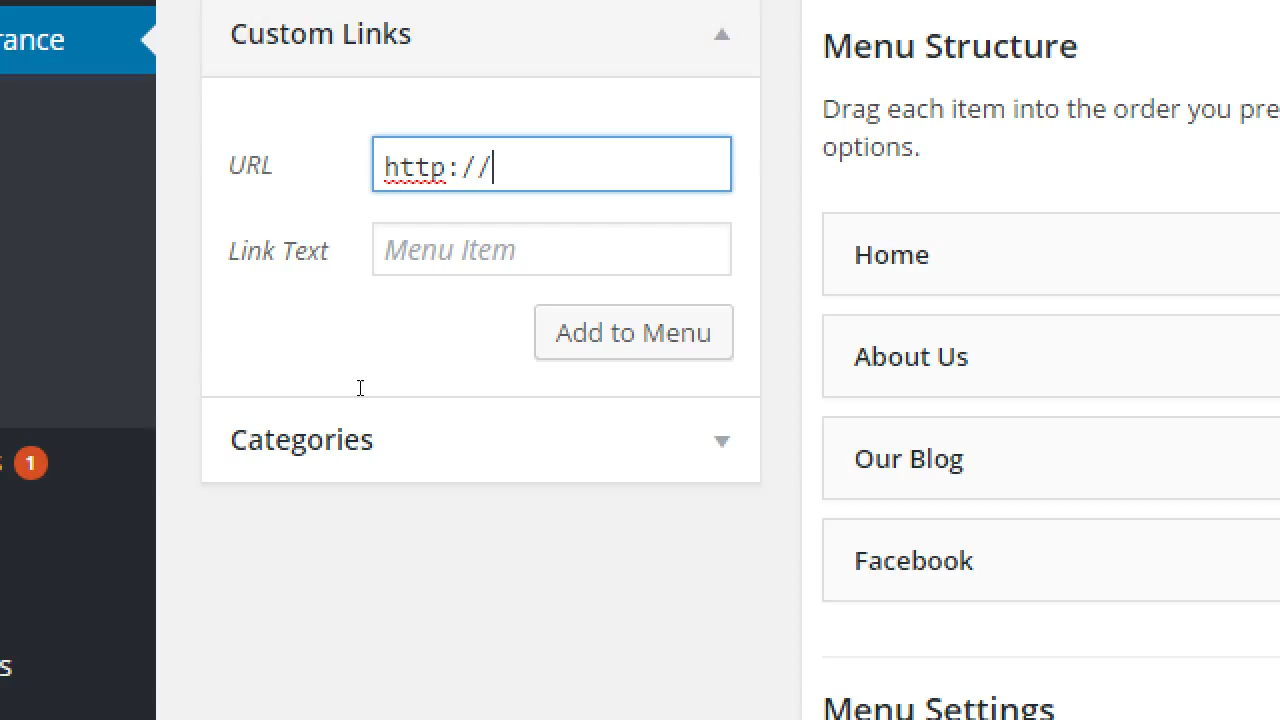 rance
s 1
s
Custom Links
URL
http://
Link Text
Menu Item
Add to Menu
Categories
Menu Structure
Drag each item into the order you pre
options.
Home
About Us
Our Blog
Facebook
Menu Settings